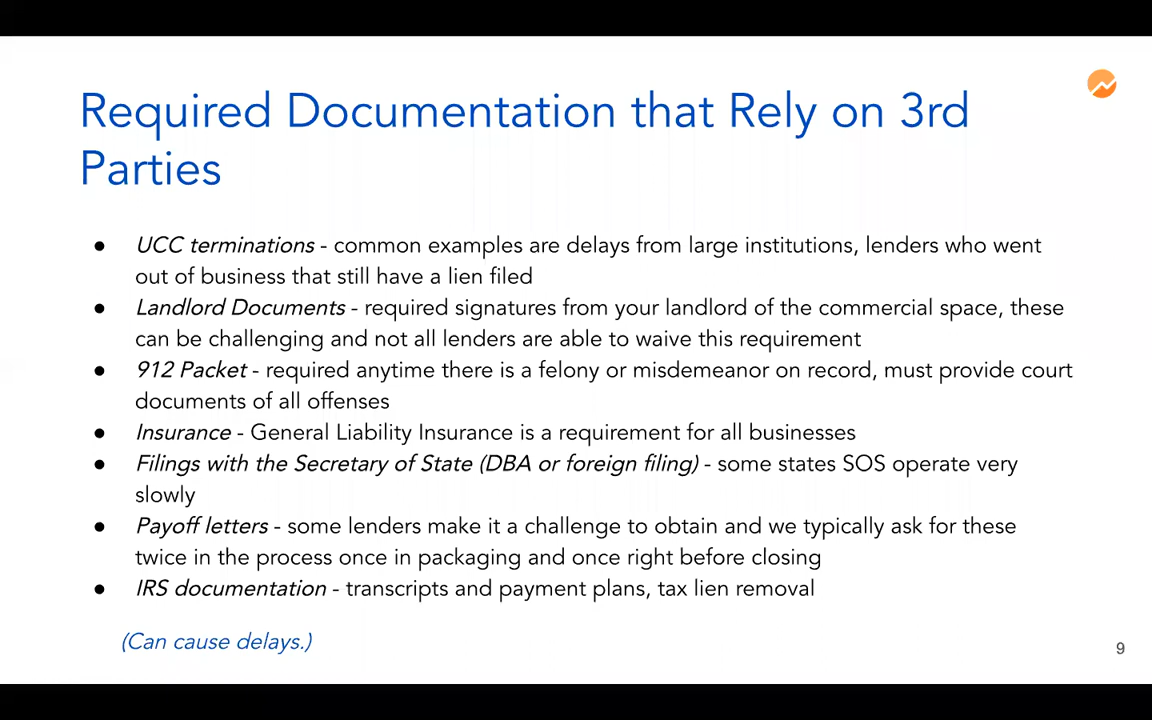 Required Documentation that Rely on 3rd
Parties
● UCC terminations - common examples are delays from large institutions, lenders who went
out of business that still have a lien filed
● Landlord Documents - required signatures from your landlord of the commercial space, these
can be challenging and not all lenders are able to waive this requirement
● 912 Packet - required anytime there is a felony or misdemeanor on record, must provide court
documents of all offenses
● Insurance - General Liability Insurance is a requirement for all businesses
● Filings with the Secretary of State (DBA or foreign filing) - some states SOS operate very
slowly
● Payoff letters - some lenders make it a challenge to obtain and we typically ask for these
twice in the process once in packaging and once right before closing
● IRS documentation - transcripts and payment plans, tax lien removal
(Can cause delays.)
9